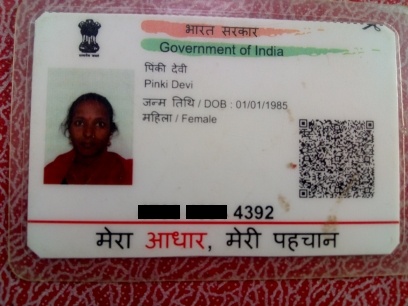 भारत सरकार
Government of India
पिंकी देवी
Pinki Devi
जन्म तिथि / DOB : 01/01/1985
महिला / Female
4392
मेरा आधार, मेरी पहचान